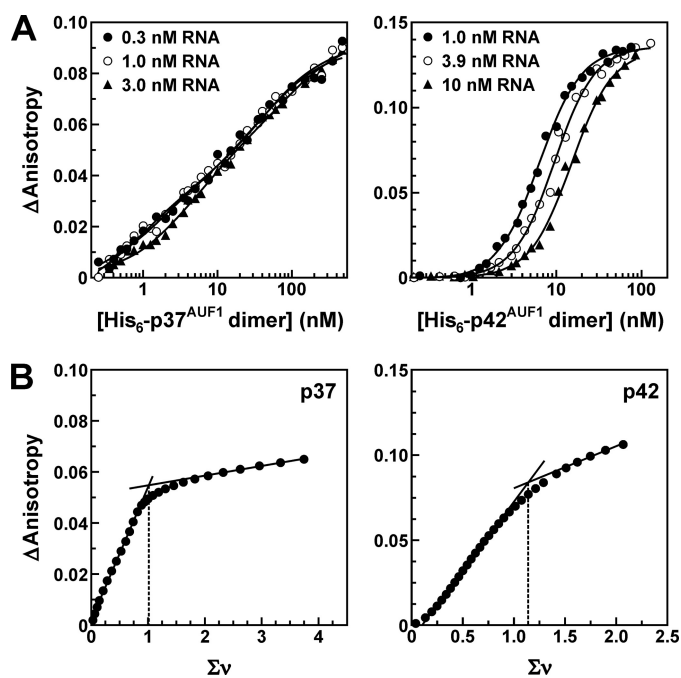 A
● 0.3 nM RNA
○ 1.0 nM RNA
▲ 3.0 nM RNA
0.10
0.08
0.06
0.04
0.02
0
ΔAnisotropy
1 10 100
[His6-p37AUF1 dimer] (nM)
● 1.0 nM RNA
○ 3.9 nM RNA
▲ 10 nM RNA
0.15
0.10
0.05
0
1 10 100
[His6-p42AUF1 dimer] (nM)
B
p37
0.10
0.08
0.06
0.04
0.02
0
ΔAnisotropy
0 1 2 3 4
Σν
p42
0.15
0.10
0.05
0
0 0.5 1.0 1.5 2.0 2.5
Σν